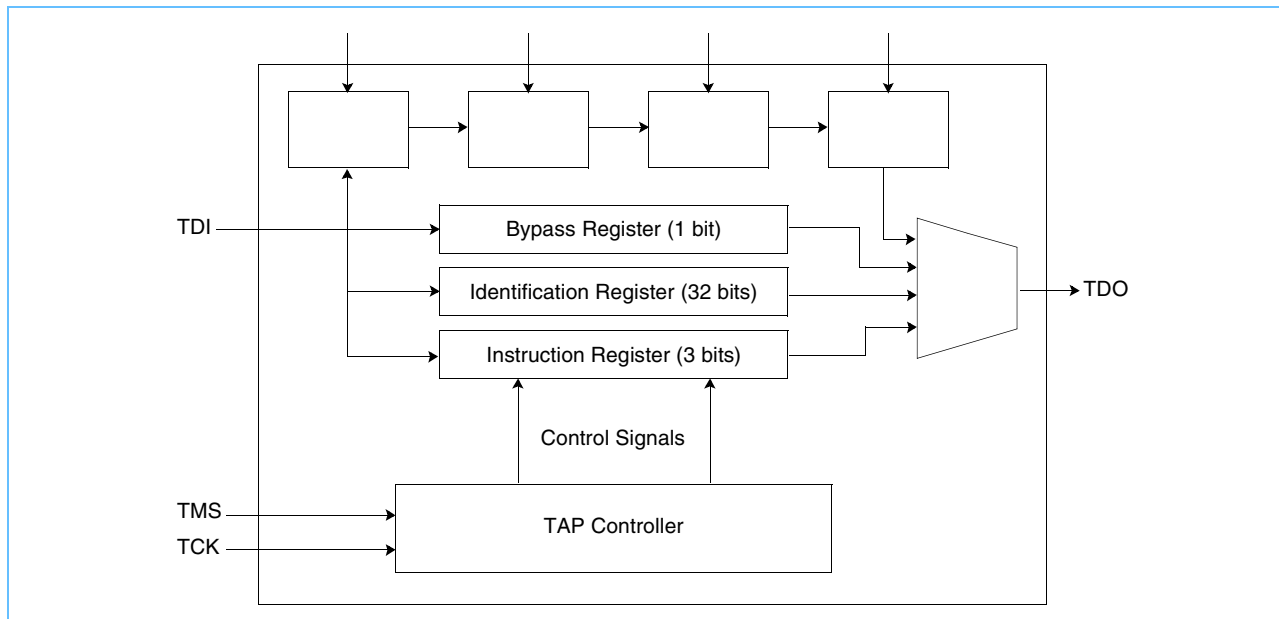 TDI
Bypass Register (1 bit)
Identification Register (32 bits)
TDO
Instruction Register (3 bits)
Control Signals
TMS
TAP Controller
TCK